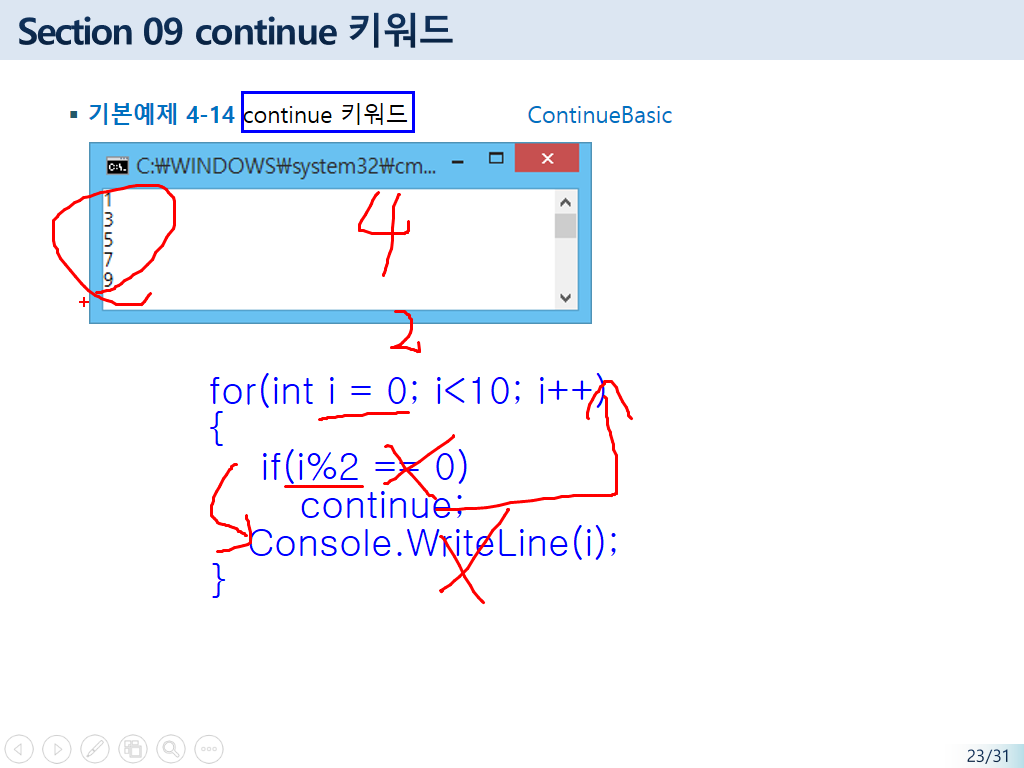 Section 09 continue 키워드
▪ 기본예제 4-14 continue 키워드 ContinueBasic
C:\ C:₩WINDOWS₩system32₩cm...
1
3
5
7
9
4
2
for(int i = 0; i<10; i++)
{
if(i%2 == 0)
continue;
Console.WriteLine(i);
}
23/31